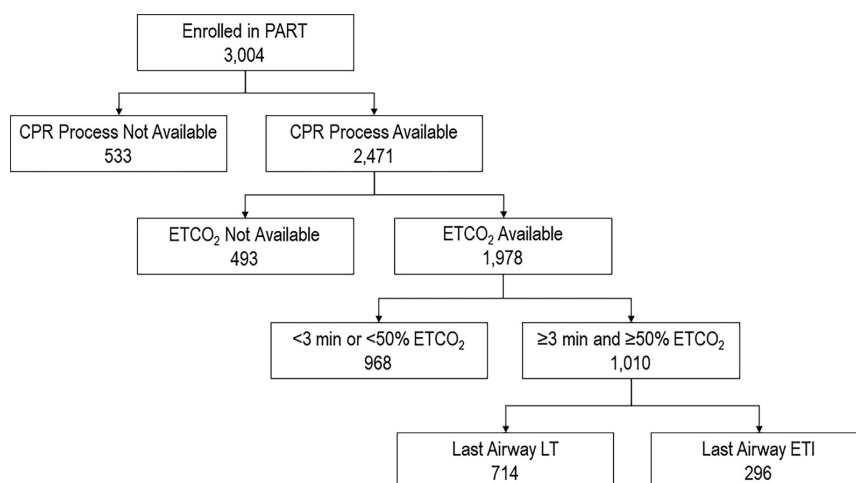 Enrolled in PART
3,004
CPR Process Not Available
533
CPR Process Available
2,471
ETCO₂ Not Available
493
ETCO₂ Available
1,978
<3 min or <50% ETCO₂
968
≥3 min and ≥50% ETCO₂
1,010
Last Airway LT
714
Last Airway ETI
296